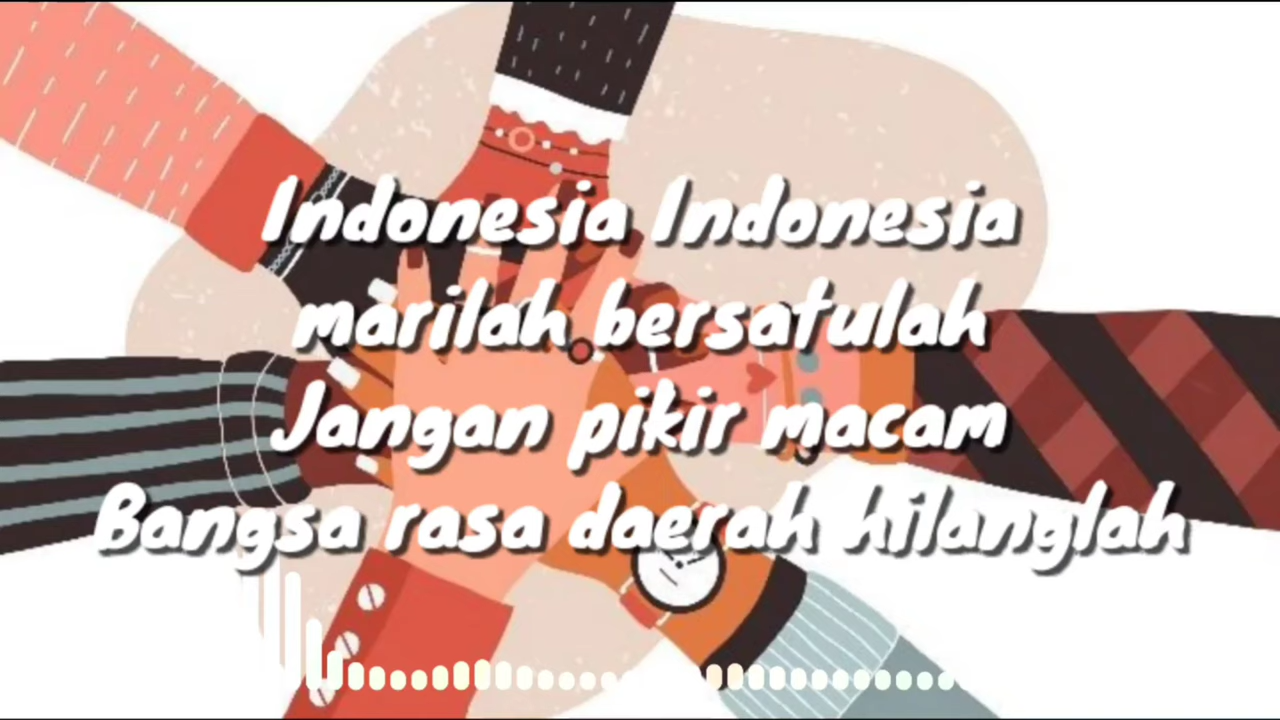 Indonesia Indonesia
marilah bersatulah
Jangan pikir macam
Bangsa rasa daerah hilanglah